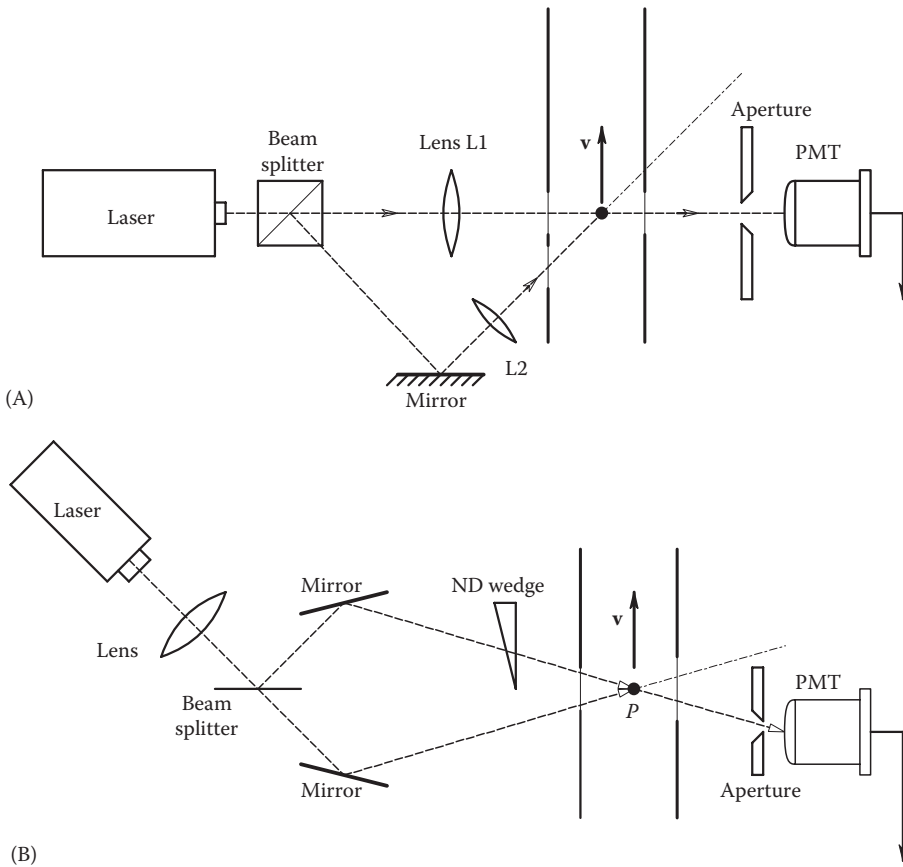 Laser
Beam
splitter
Lens L1
v
Aperture
PMT
L2
Mirror
(A)
Laser
Lens
Beam
splitter
Mirror
Mirror
ND wedge
v
P
PMT
Aperture
(B)